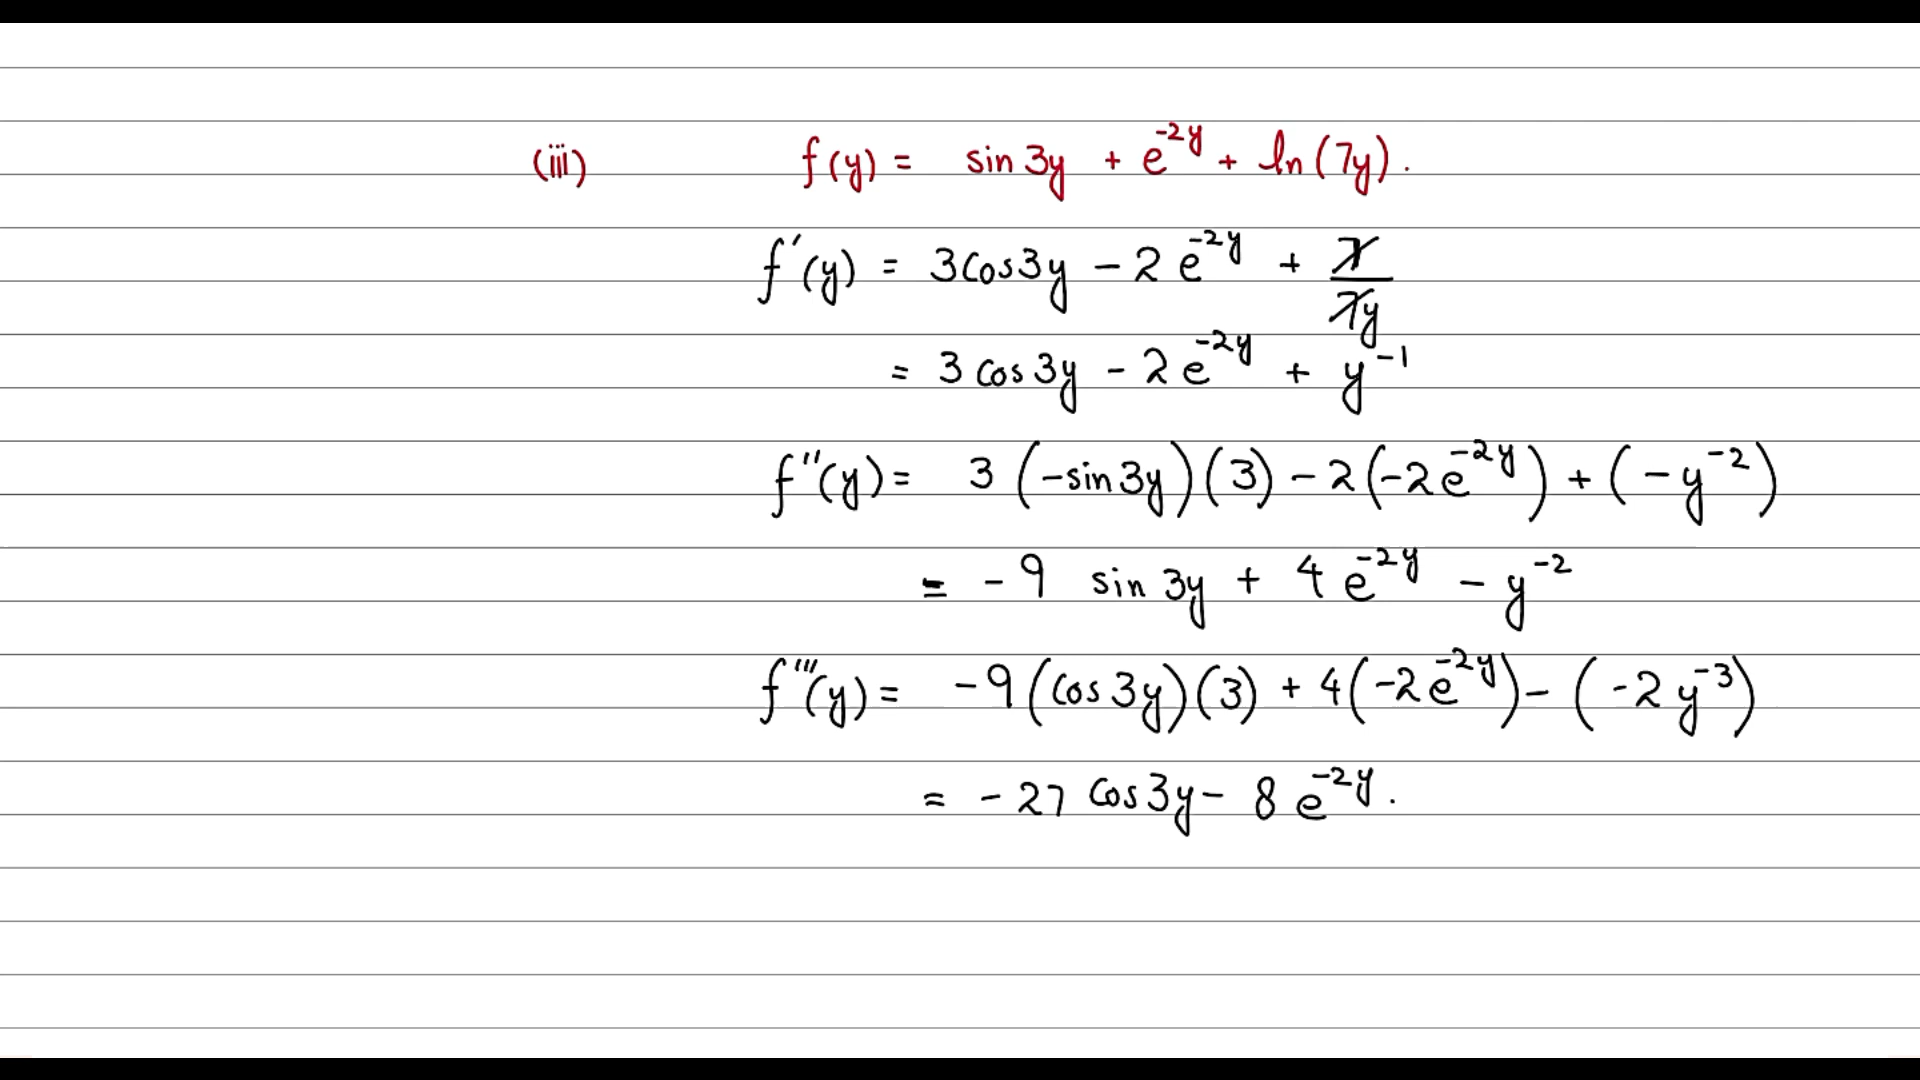 (iii) f(y) = sin 3y + e^{-2y} + ln(7y).
f'(y) = 3cos3y - 2e^{-2y} + 7/7y
= 3 cos 3y - 2e^{-2y} + y^{-1}
f''(y) = 3(-sin 3y)(3) - 2(-2e^{-2y}) + (-y^{-2})
= -9 sin 3y + 4e^{-2y} - y^{-2}
f'''(y) = -9(cos 3y)(3) + 4(-2e^{-2y}) - (-2y^{-3})
= -27 cos3y - 8e^{-2y}.